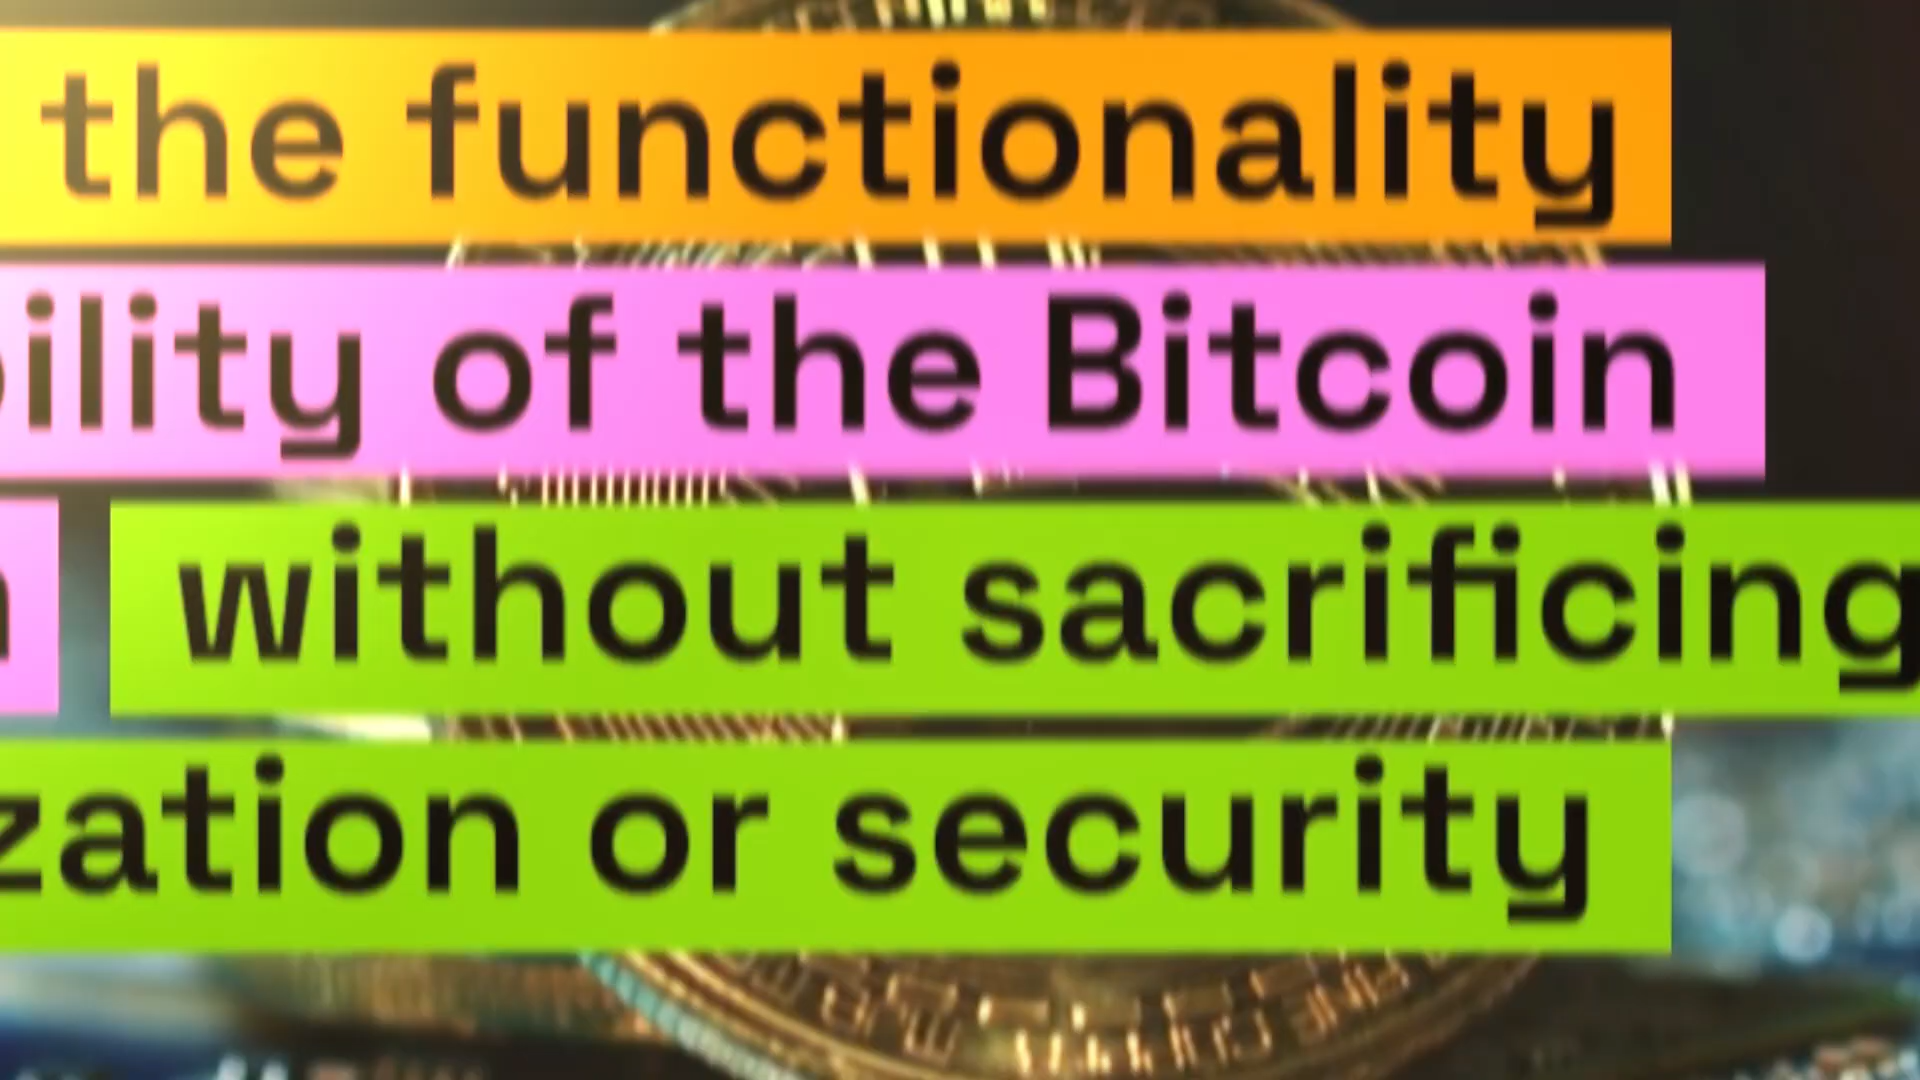 the functionality
ility of the Bitcoin
without sacrificing
zation or security